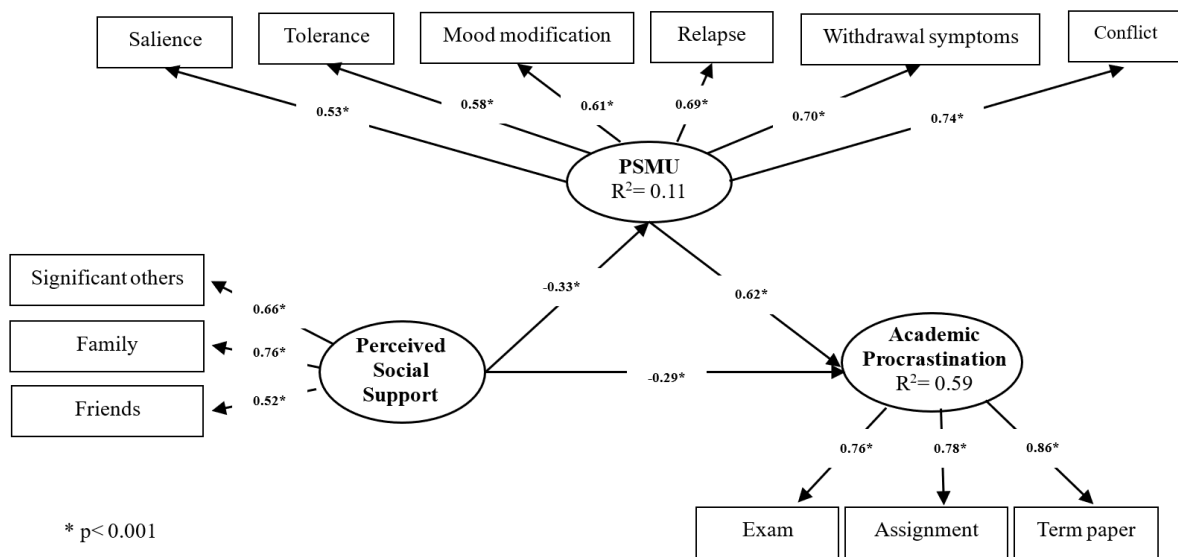 Salience
Tolerance
Mood modification
Relapse
Withdrawal symptoms
Conflict
0.53*
0.58*
0.61*
0.69*
0.70*
0.74*
PSMU
R²= 0.11
Significant others
Family
Friends
0.66*
0.76*
0.52*
Perceived
Social
Support
-0.33*
0.62*
-0.29*
Academic
Procrastination
R²= 0.59
0.76*
0.78*
0.86*
Exam
Assignment
Term paper
* p< 0.001